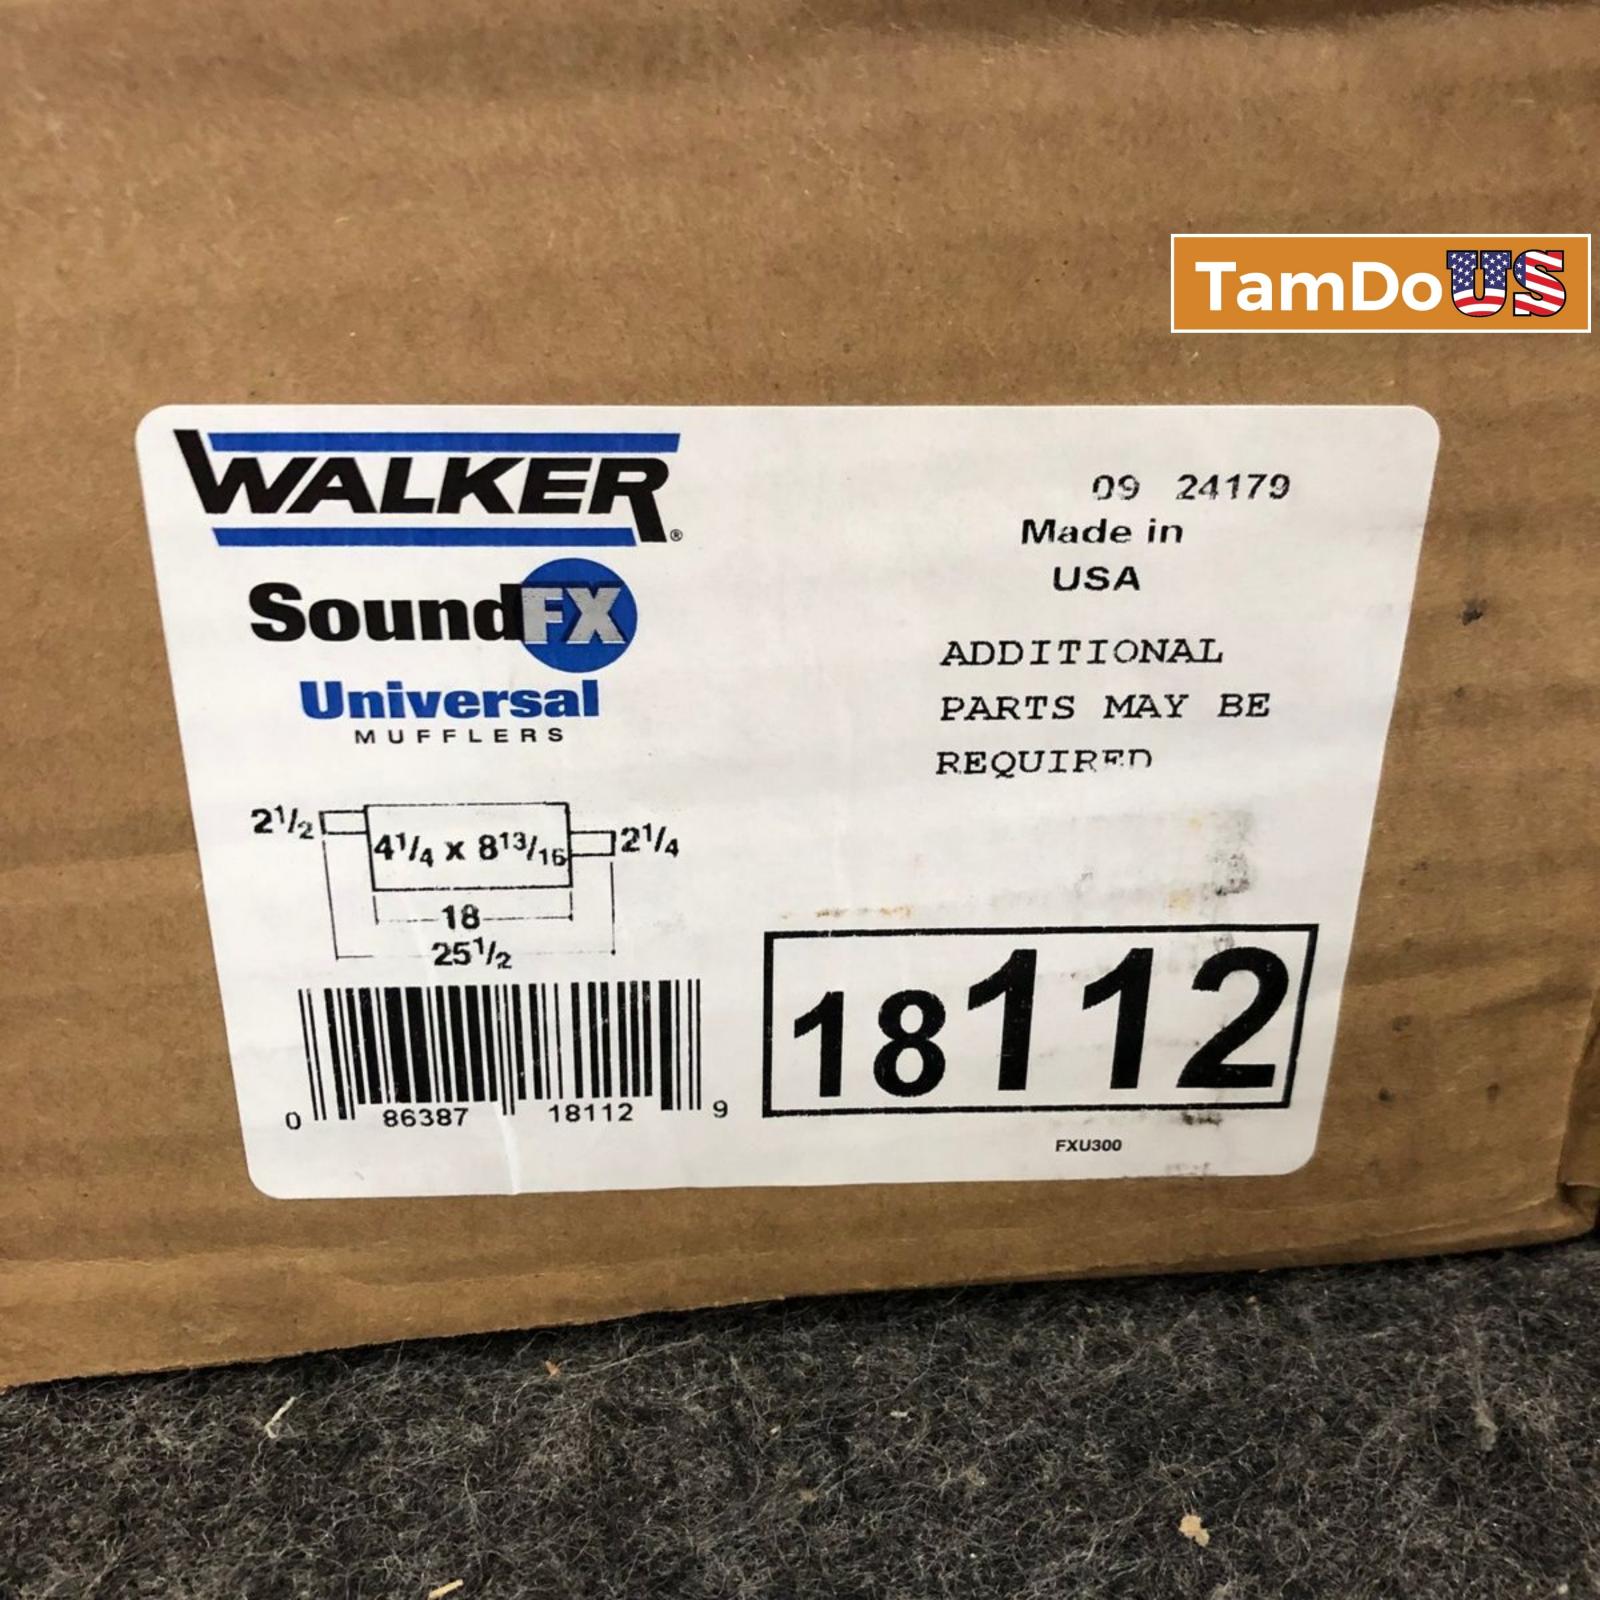 TamDoUS
WALKER®
SoundFX
Universal
MUFFLERS
09 24179
Made in
USA
ADDITIONAL
PARTS MAY BE
REQUIRED
2 1/2
4 1/4 x 8 13/16
2 1/4
18
25 1/2
0 86387 18112 9
18112
FXU300